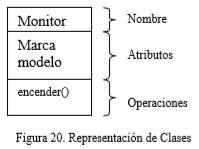 Monitor
Nombre
Marca
modelo
Atributos
encender()
Operaciones
Figura 20. Representación de Clases